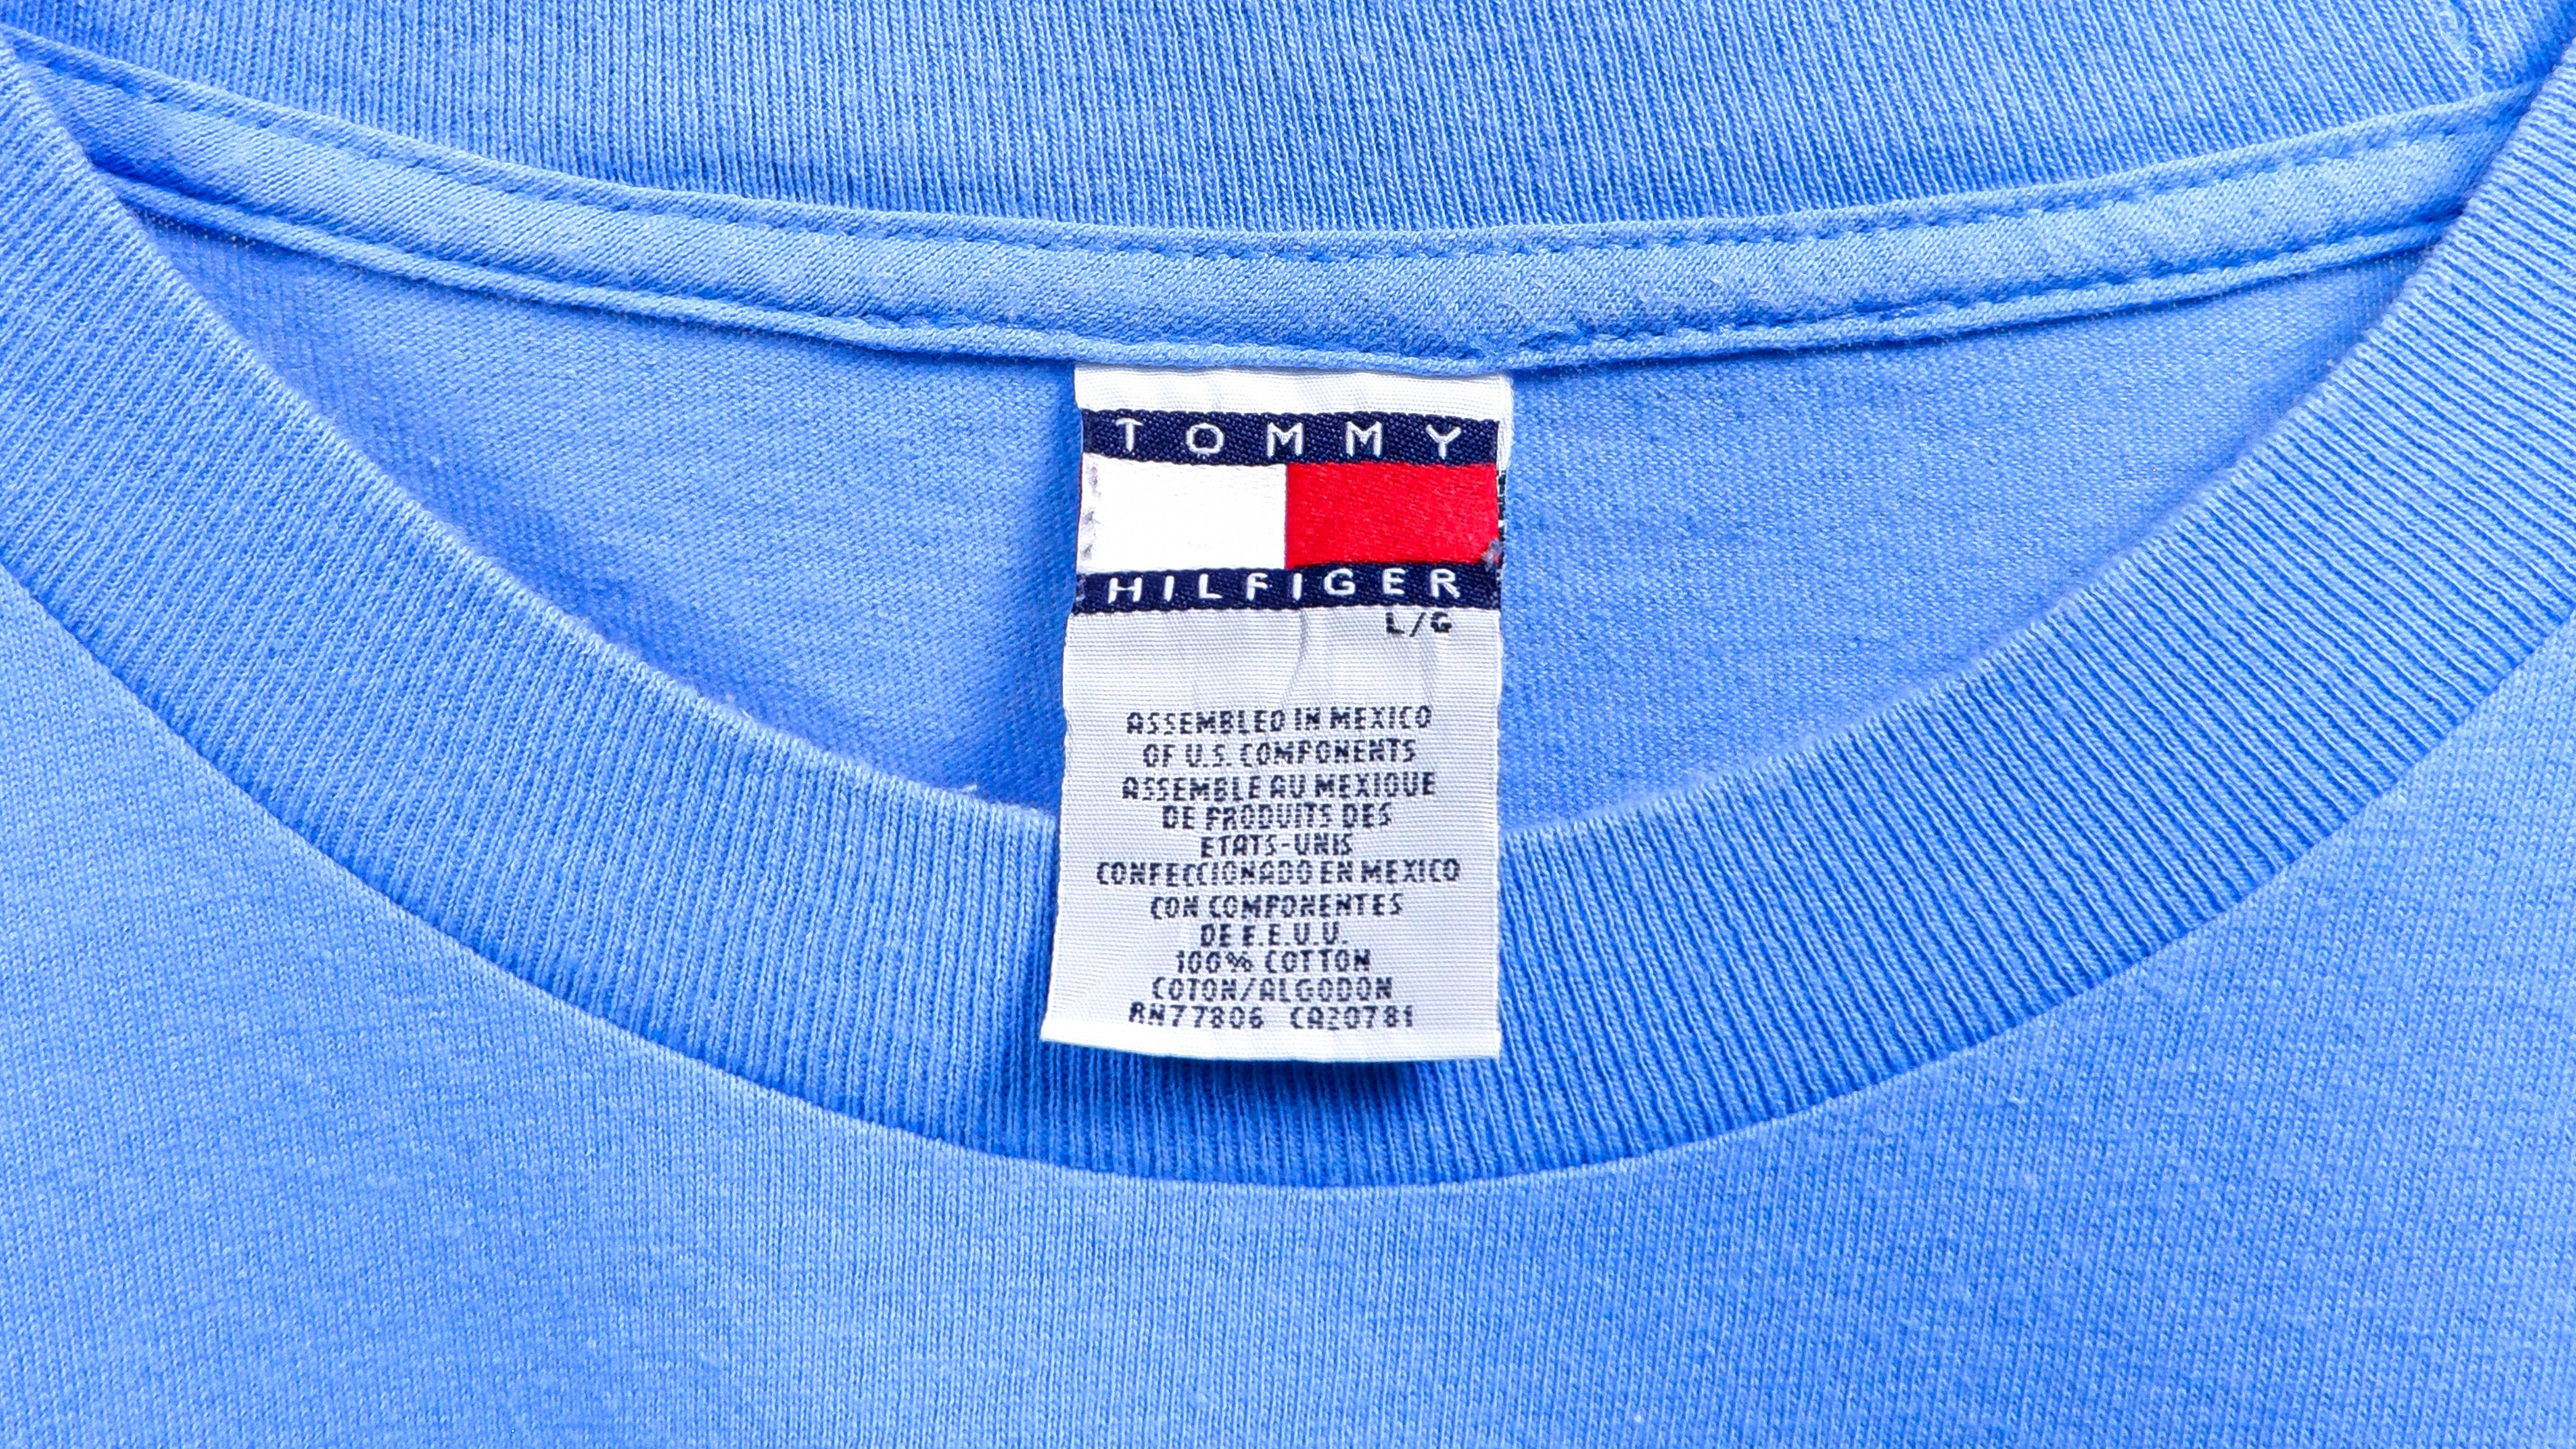 TOMMY
HILFIGER
L/G
ASSEMBLED IN MEXICO
OF U.S. COMPONENTS
ASSEMBLE AU MEXIQUE
DE PRODUITS DES
ETATS-UNIS
CONFECCIONADO EN MEXICO
CON COMPONENTES
DE E.E.U.U.
100% COTTON
COTON/ALGODON
RN77806 CA20781